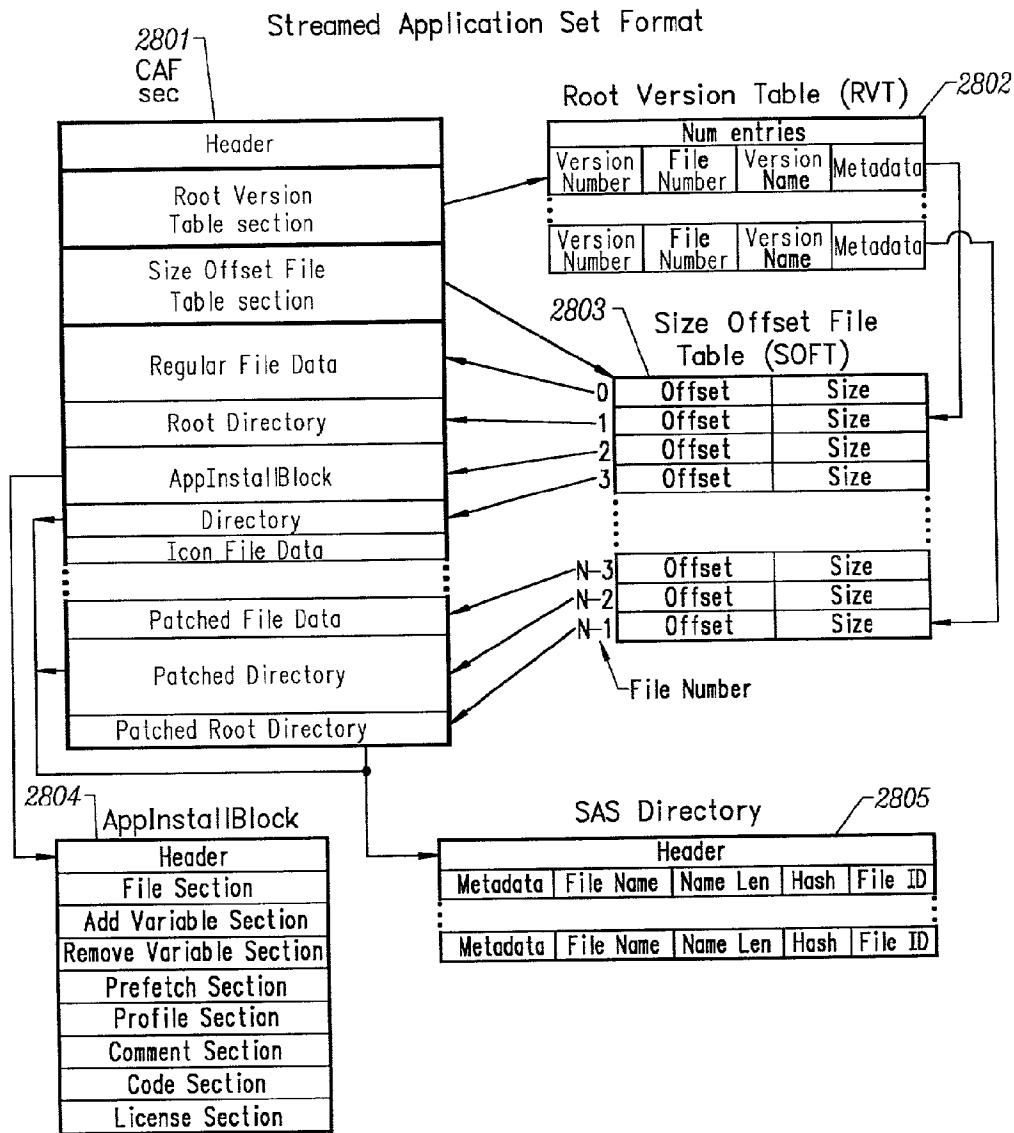 Streamed Application Set Format
2801
CAF
sec
Header
Root Version
Table section
Size Offset File
Table section
Regular File Data
Root Directory
AppInstallBlock
Directory
Icon File Data
Patched File Data
Patched Directory
Patched Root Directory
Root Version Table (RVT)
2802
Num entries
Version Number File Number Version Name Metadata
Version Number File Number Version Name Metadata
2803
Size Offset File
Table (SOFT)
0 Offset Size
1 Offset Size
2 Offset Size
3 Offset Size
N-3 Offset Size
N-2 Offset Size
N-1 Offset Size
File Number
2804
AppInstallBlock
Header
File Section
Add Variable Section
Remove Variable Section
Prefetch Section
Profile Section
Comment Section
Code Section
License Section
SAS Directory
2805
Header
Metadata File Name Name Len Hash File ID
Metadata File Name Name Len Hash File ID